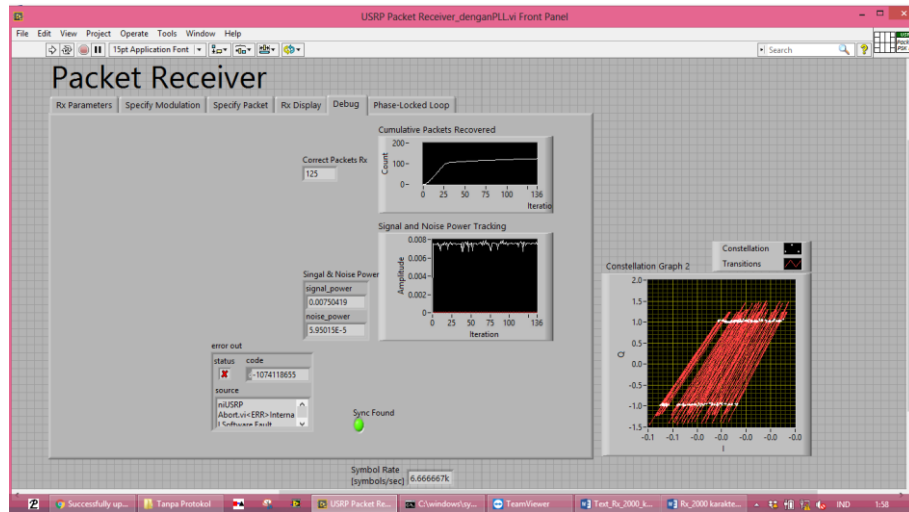 USRP Packet Receiver_denganPLL.vi Front Panel
File Edit View Project Operate Tools Window Help
15pt Application Font
Search
Packet Receiver
Rx Parameters Specify Modulation Specify Packet Rx Display Debug Phase-Locked Loop
Cumulative Packets Recovered
Correct Packets Rx
125
Count
200-
100-
0-
0 25 50 75 100 136
Iteratio
Signal and Noise Power Tracking
Singal & Noise Power
signal_power
0.00750419
noise_power
5.95015E-5
Amplitude
0.008-
0.006-
0.004-
0.002-
0-
0 25 50 75 100 136
Iteration
error out
status code
-1074118655
source
niUSRP
Abort.vi<ERR>Interna
l Software Fault
Sync Found
Symbol Rate
[symbols/sec] 6.666667k
Constellation
Transitions
Constellation Graph 2
Q
2.0-
1.5-
1.0-
0.5-
0.0-
-0.5-
-1.0-
-1.5-
-0.1 -0.1 -0.0 -0.0 -0.0 -0.0 -0.0
I
Successfully up... Tanpa Protokol USRP Packet Re... C:\windows\sy... TeamViewer Text_Rx_2000_k... Rx_2000 karakte... IND 1:58